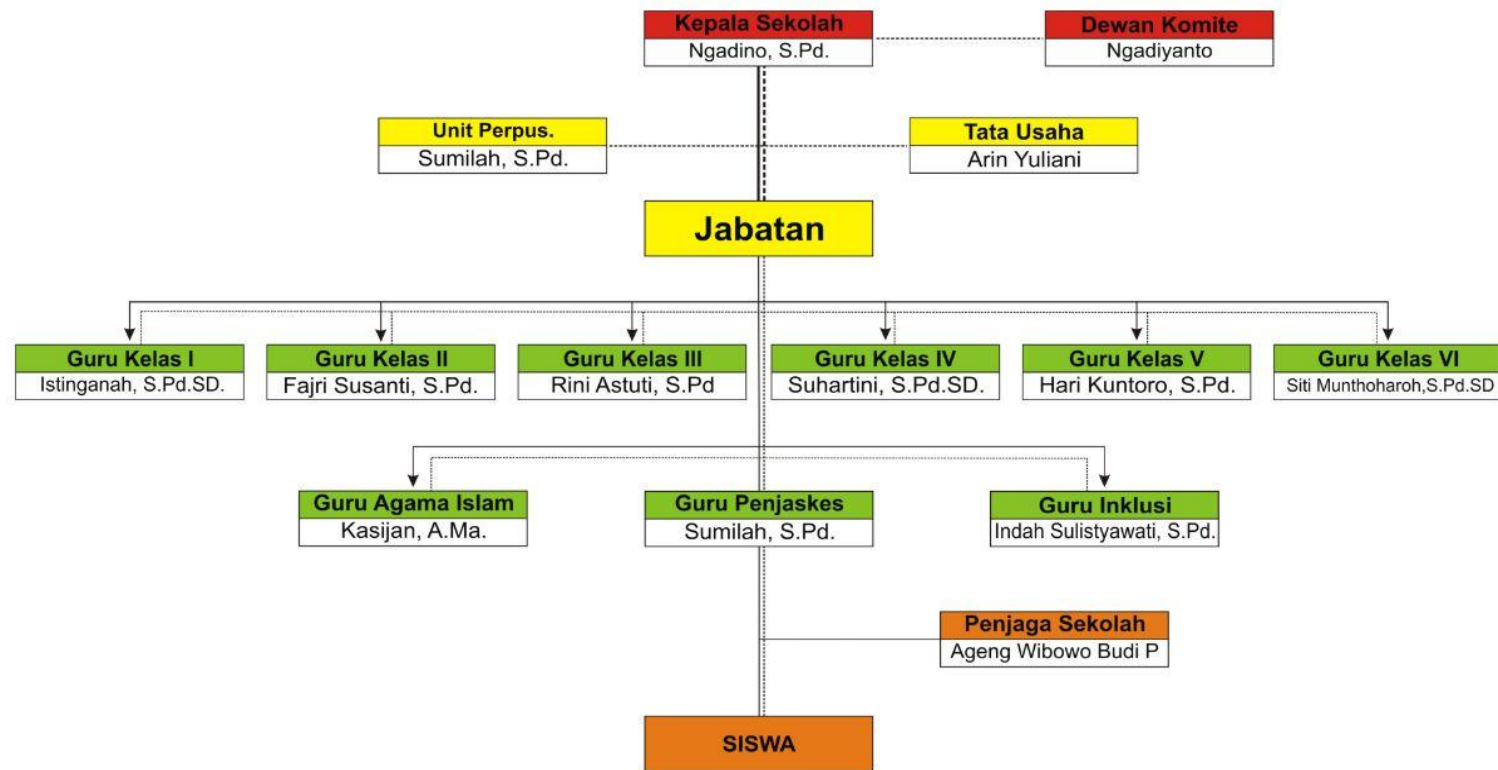 Kepala Sekolah
Ngadino, S.Pd.
Dewan Komite
Ngadiyanto
Unit Perpus.
Sumilah, S.Pd.
Tata Usaha
Arin Yuliani
Jabatan
Guru Kelas I
Istinganah, S.Pd.SD.
Guru Kelas II
Fajri Susanti, S.Pd.
Guru Kelas III
Rini Astuti, S.Pd
Guru Kelas IV
Suhartini, S.Pd.SD.
Guru Kelas V
Hari Kuntoro, S.Pd.
Guru Kelas VI
Siti Munthoharoh,S.Pd.SD
Guru Agama Islam
Kasijan, A.Ma.
Guru Penjaskes
Sumilah, S.Pd.
Guru Inklusi
Indah Sulistyawati, S.Pd.
Penjaga Sekolah
Ageng Wibowo Budi P
SISWA